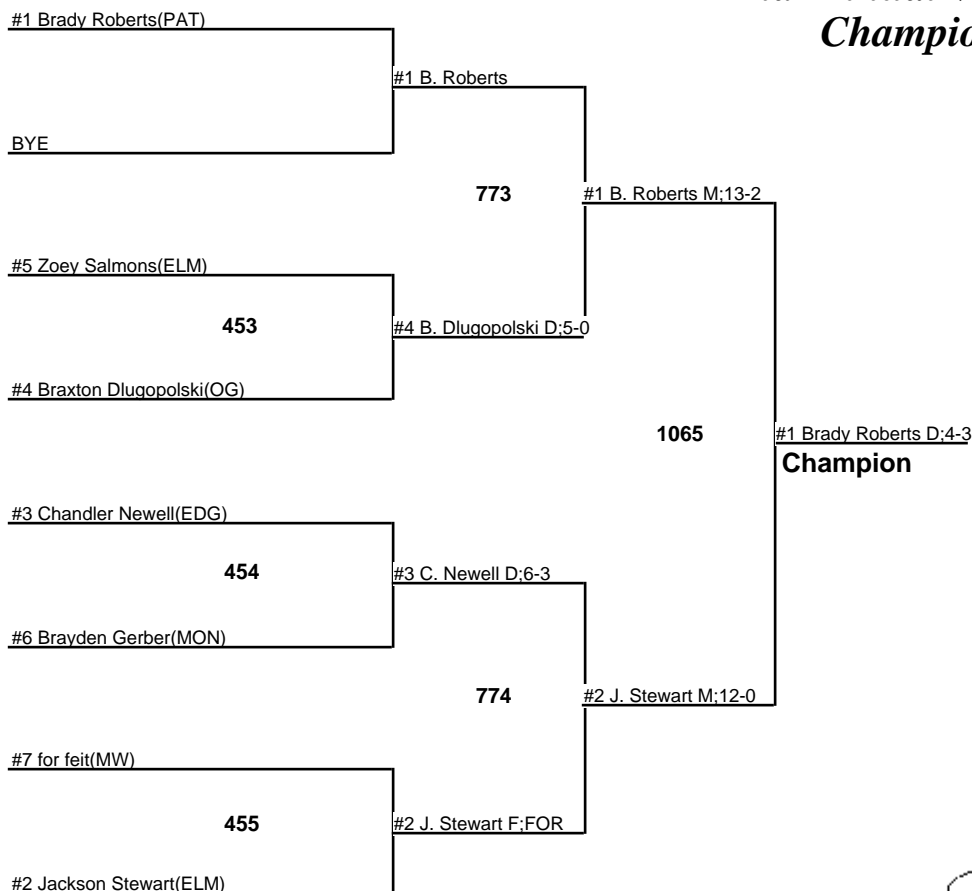 #1 Brady Roberts(PAT)
Champio
#1 B. Roberts
BYE
773
#1 B. Roberts M;13-2
#5 Zoey Salmons(ELM)
453
#4 B. Dlugopolski D;5-0
#4 Braxton Dlugopolski(OG)
1065
#1 Brady Roberts D;4-3
Champion
#3 Chandler Newell(EDG)
454
#3 C. Newell D;6-3
#6 Brayden Gerber(MON)
774
#2 J. Stewart M;12-0
#7 for feit(MW)
455
#2 J. Stewart F;FOR
#2 Jackson Stewart(ELM)